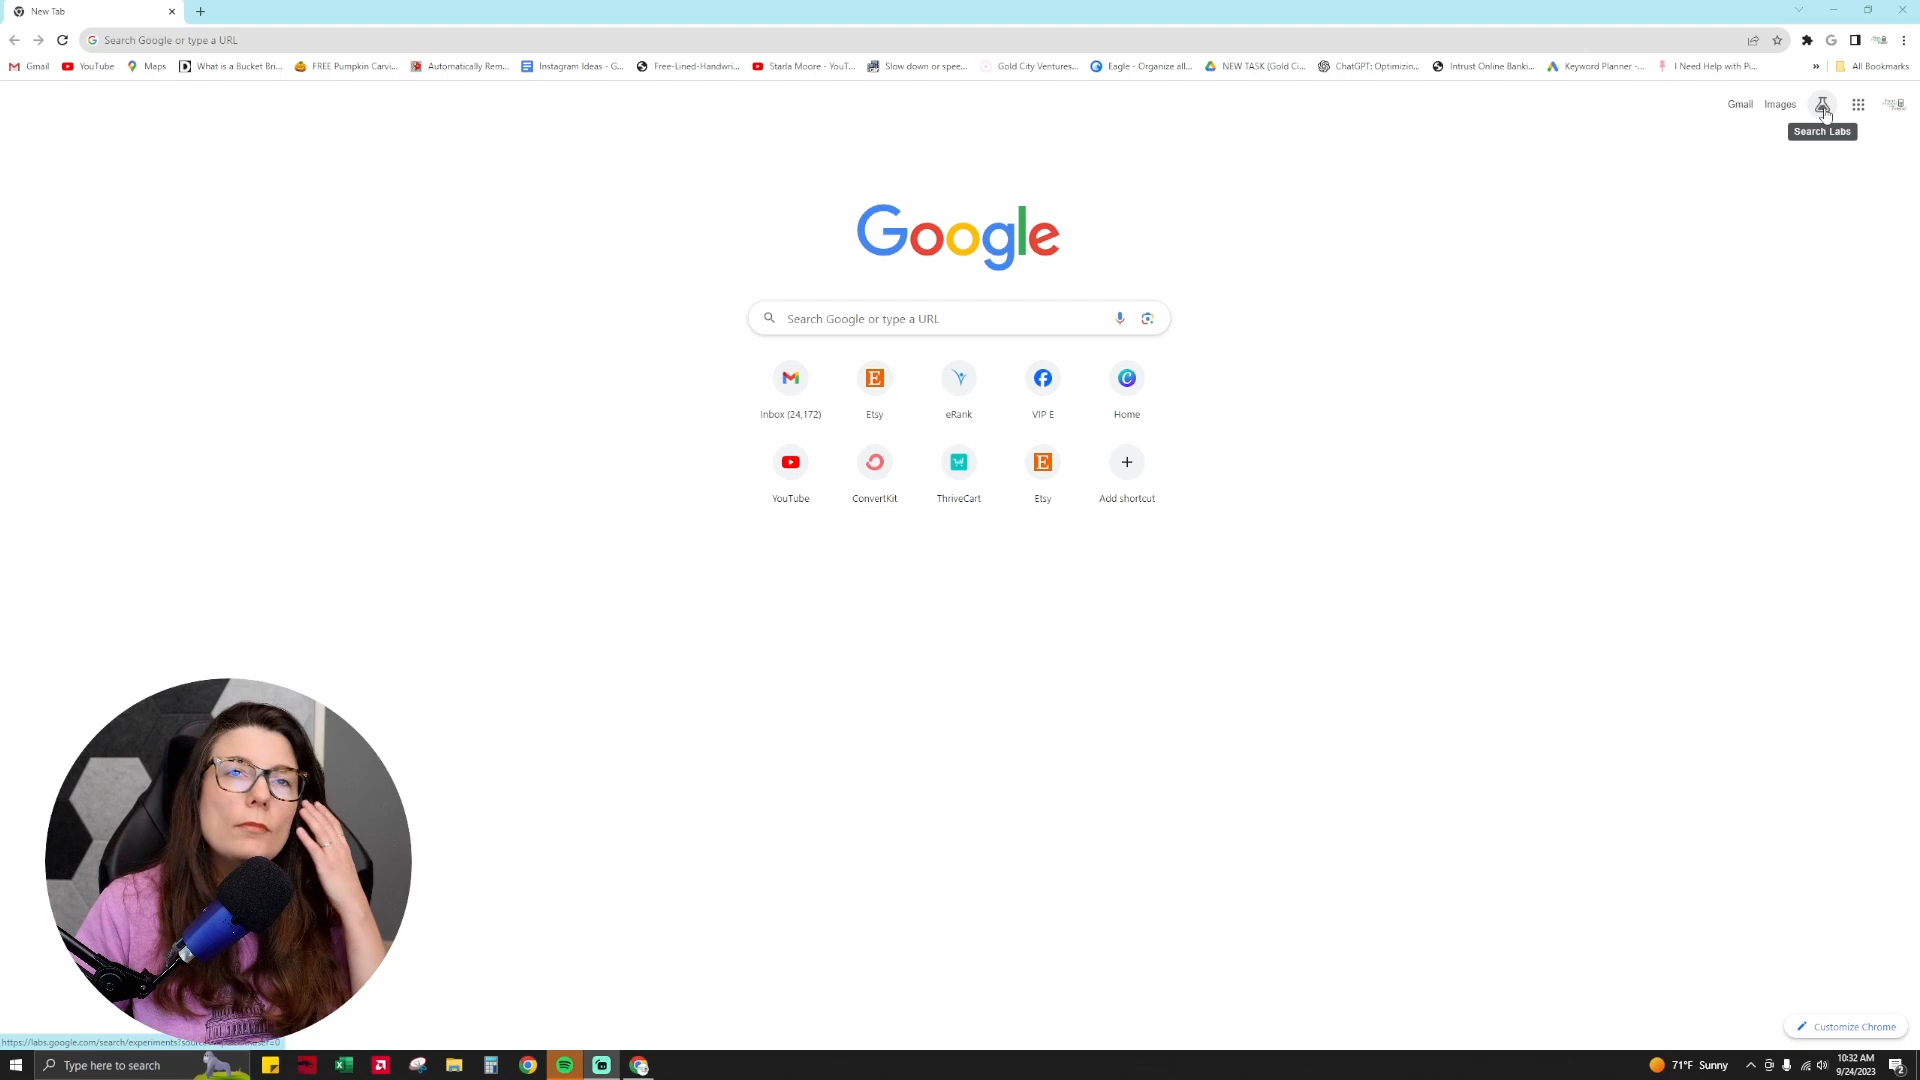 New Tab
Search Google or type a URL
Gmail YouTube Maps What is a Bucket Bri... FREE Pumpkin Carvi... Automatically Rem... Instagram Ideas - G... Free-Lined-Handwri... Starla Moore - YouT... Slow down or spee... Gold City Ventures... Eagle - Organize all... NEW TASK (Gold Ci... ChatGPT: Optimizin... Intrust Online Banki... Keyword Planner -... I Need Help with Pi... » All Bookmarks
Gmail Images
Search Labs
Google
Search Google or type a URL
Inbox (24,172) Etsy eRank VIP E Home
YouTube ConvertKit ThriveCart Etsy Add shortcut
Customize Chrome
Type here to search
71°F Sunny
10:32 AM
9/24/2023
2